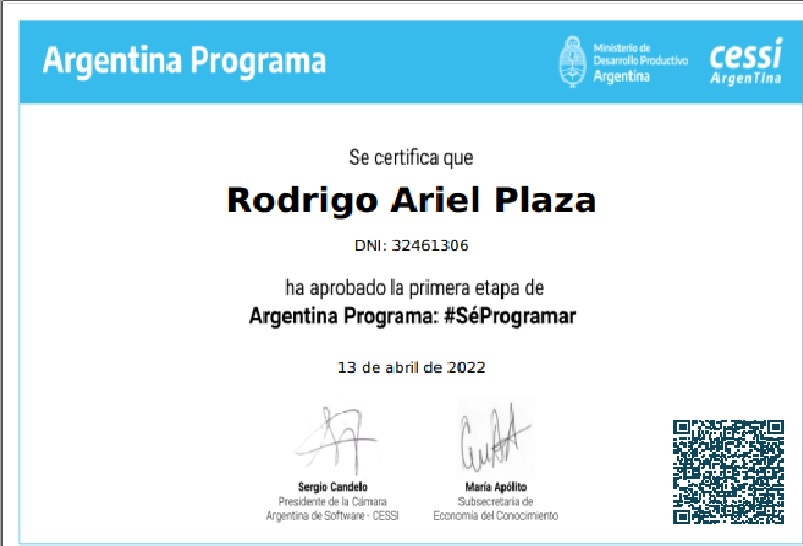 Argentina Programa
Ministerio de
Desarrollo Productivo
Argentina
cessi
ArgenTina
Se certifica que
Rodrigo Ariel Plaza
DNI: 32461306
ha aprobado la primera etapa de
Argentina Programa: #SéProgramar
13 de abril de 2022
Sergio Candelo
Presidente de la Cámara
Argentina de Software - CESSI
María Apólito
Subsecretaria de
Economía del Conocimiento